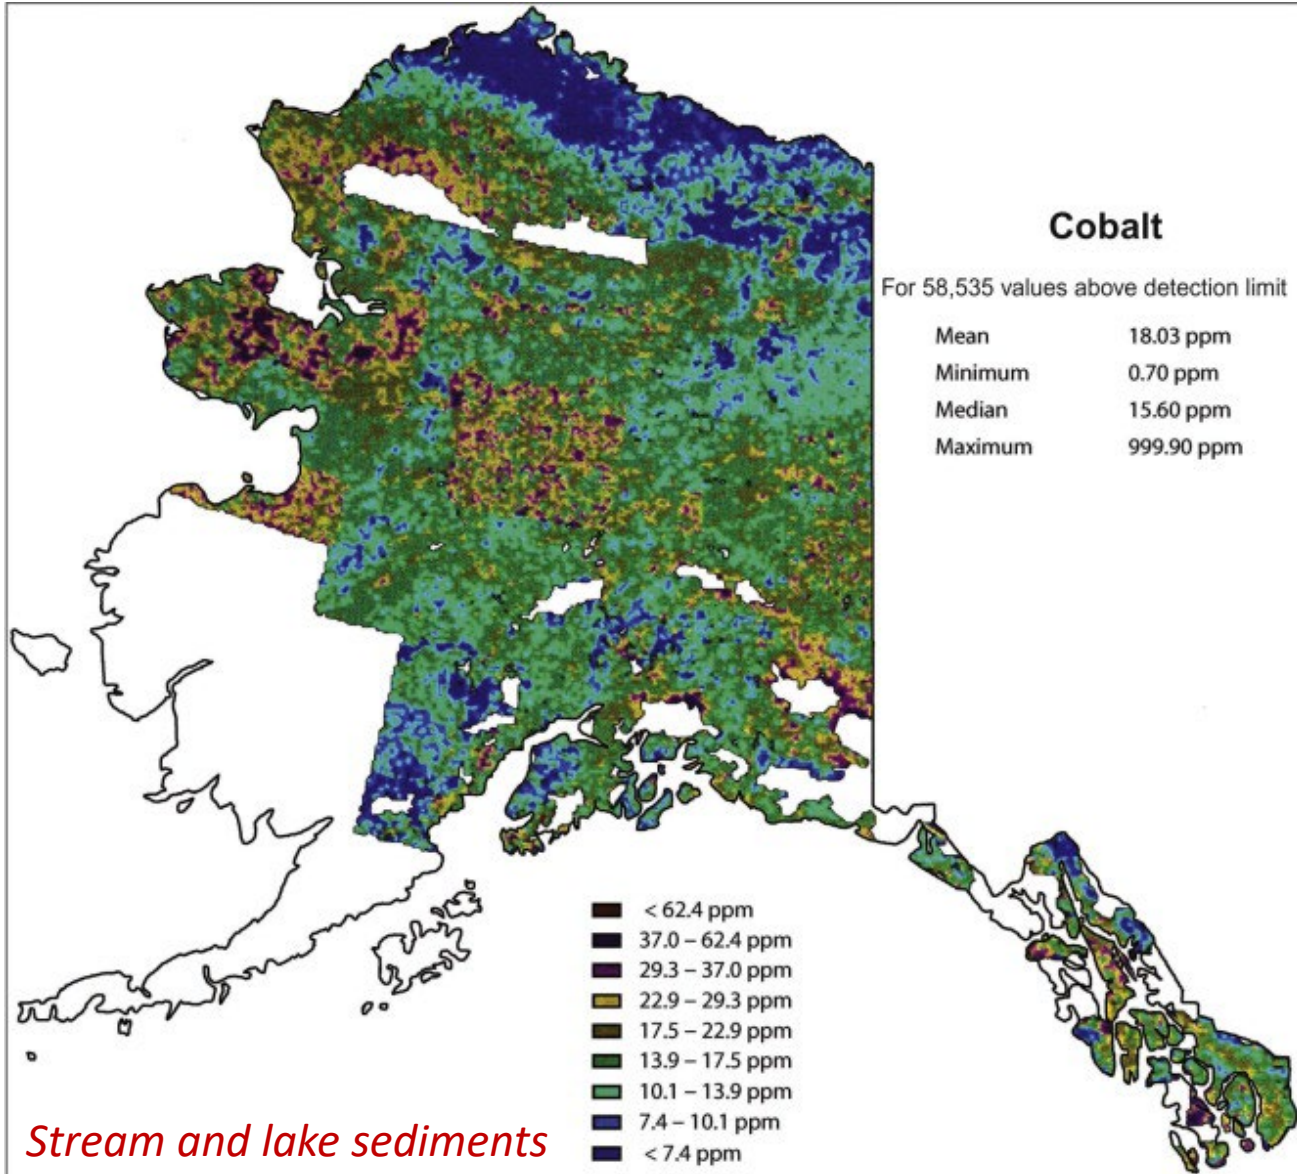 Cobalt
For 58,535 values above detection limit
Mean 18.03 ppm
Minimum 0.70 ppm
Median 15.60 ppm
Maximum 999.90 ppm
< 62.4 ppm
37.0 – 62.4 ppm
29.3 – 37.0 ppm
22.9 – 29.3 ppm
17.5 – 22.9 ppm
13.9 – 17.5 ppm
10.1 – 13.9 ppm
7.4 – 10.1 ppm
< 7.4 ppm
Stream and lake sediments